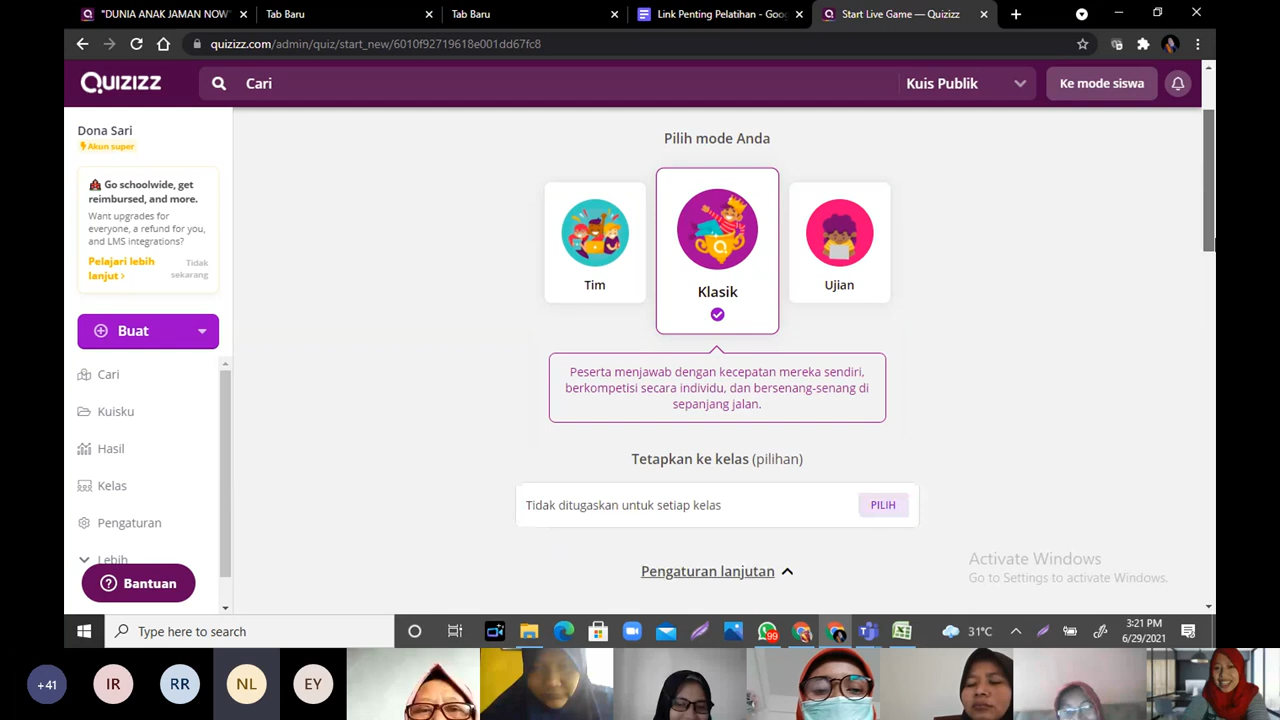 "DUNIA ANAK JAMAN NOW"
Tab Baru
Tab Baru
Link Penting Pelatihan - Goo
Start Live Game — Quizizz
quizizz.com/admin/quiz/start_new/6010f92719618e001dd67fc8
QUIZIZZ
Cari
Kuis Publik
Ke mode siswa
Dona Sari
Akun super
Go schoolwide, get
reimbursed, and more.
Want upgrades for
everyone, a refund for you,
and LMS integrations?
Pelajari lebih
lanjut ›
Tidak
sekarang
Buat
Cari
Kuisku
Hasil
Kelas
Pengaturan
Lebih
Bantuan
Pilih mode Anda
Tim
Klasik
Ujian
Peserta menjawab dengan kecepatan mereka sendiri,
berkompetisi secara individu, dan bersenang-senang di
sepanjang jalan.
Tetapkan ke kelas (pilihan)
Tidak ditugaskan untuk setiap kelas
PILIH
Pengaturan lanjutan
Activate Windows
Go to Settings to activate Windows.
Type here to search
99
31°C
3:21 PM
6/29/2021
+41
IR
RR
NL
EY